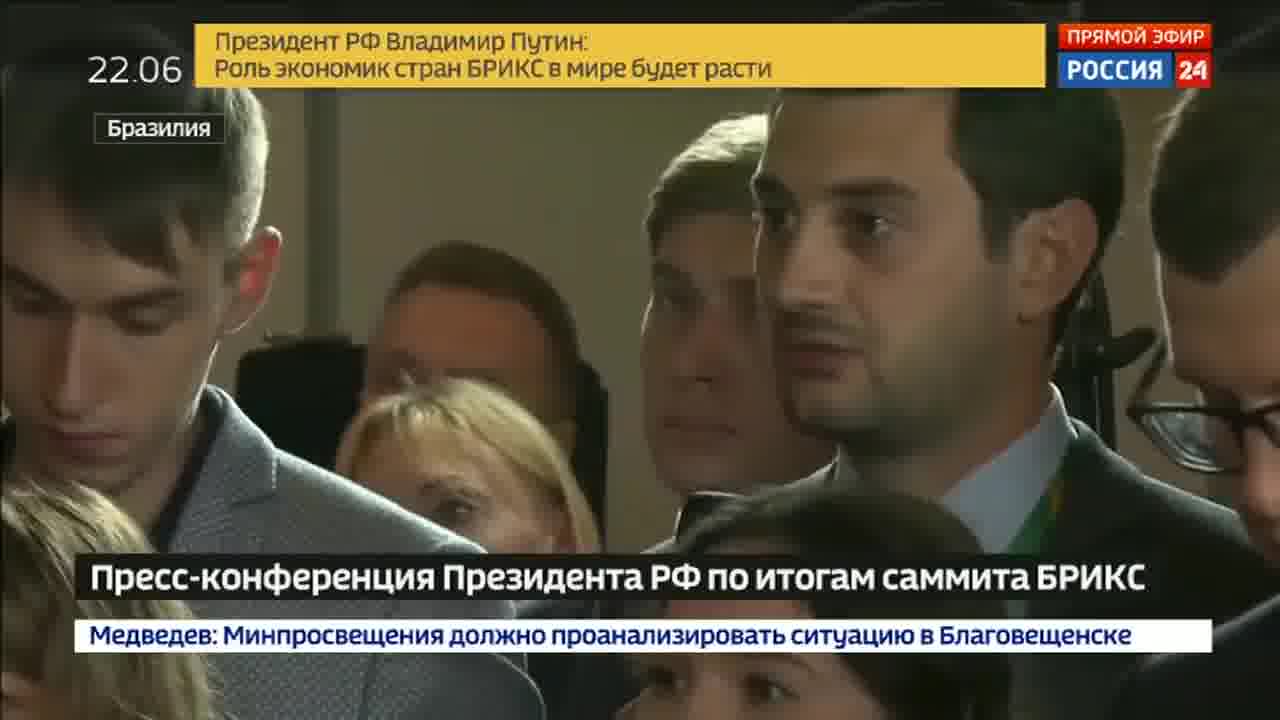 22.06
Президент РФ Владимир Путин:
Роль экономик стран БРИКС в мире будет расти
ПРЯМОЙ ЭФИР
РОССИЯ 24
Бразилия
Пресс-конференция Президента РФ по итогам саммита БРИКС
Медведев: Минпросвещения должно проанализировать ситуацию в Благовещенске